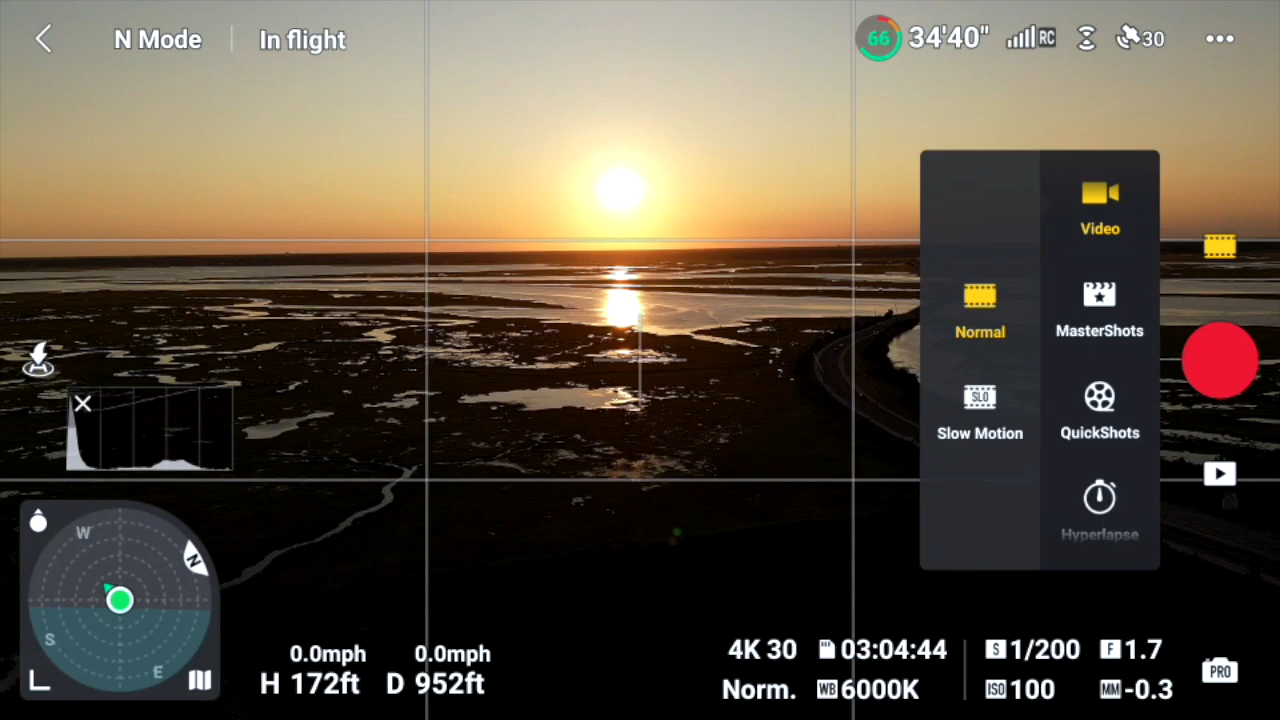 N Mode
In flight
66
34'40"
RC
30
Video
Normal
MasterShots
SLO
Slow Motion
QuickShots
Hyperlapse
W
N
S
E
0.0mph
0.0mph
H 172ft
D 952ft
4K 30
03:04:44
S 1/200
F 1.7
Norm.
WB 6000K
ISO 100
MM -0.3
PRO